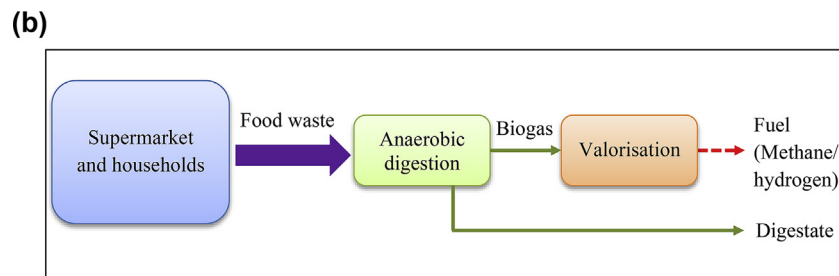 (b)
Supermarket
and households
Food waste
Anaerobic
digestion
Biogas
Valorisation
Fuel
(Methane/
hydrogen)
Digestate